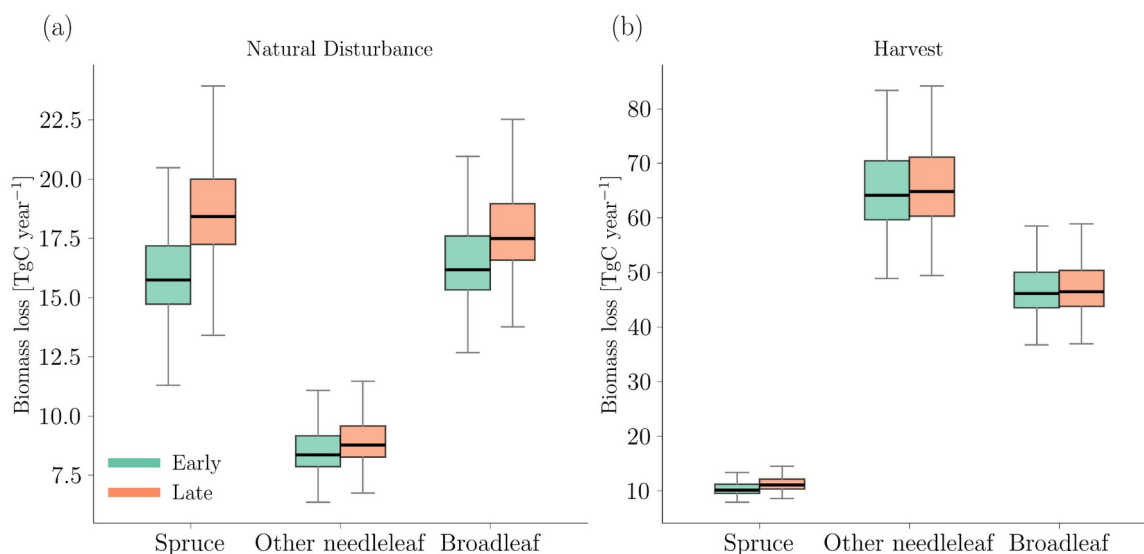 (a)
Natural Disturbance
Biomass loss [TgC year⁻¹]
22.5
20.0
17.5
15.0
12.5
10.0
7.5
Early
Late
Spruce
Other needleleaf
Broadleaf
(b)
Harvest
Biomass loss [TgC year⁻¹]
80
70
60
50
40
30
20
10
Spruce
Other needleleaf
Broadleaf